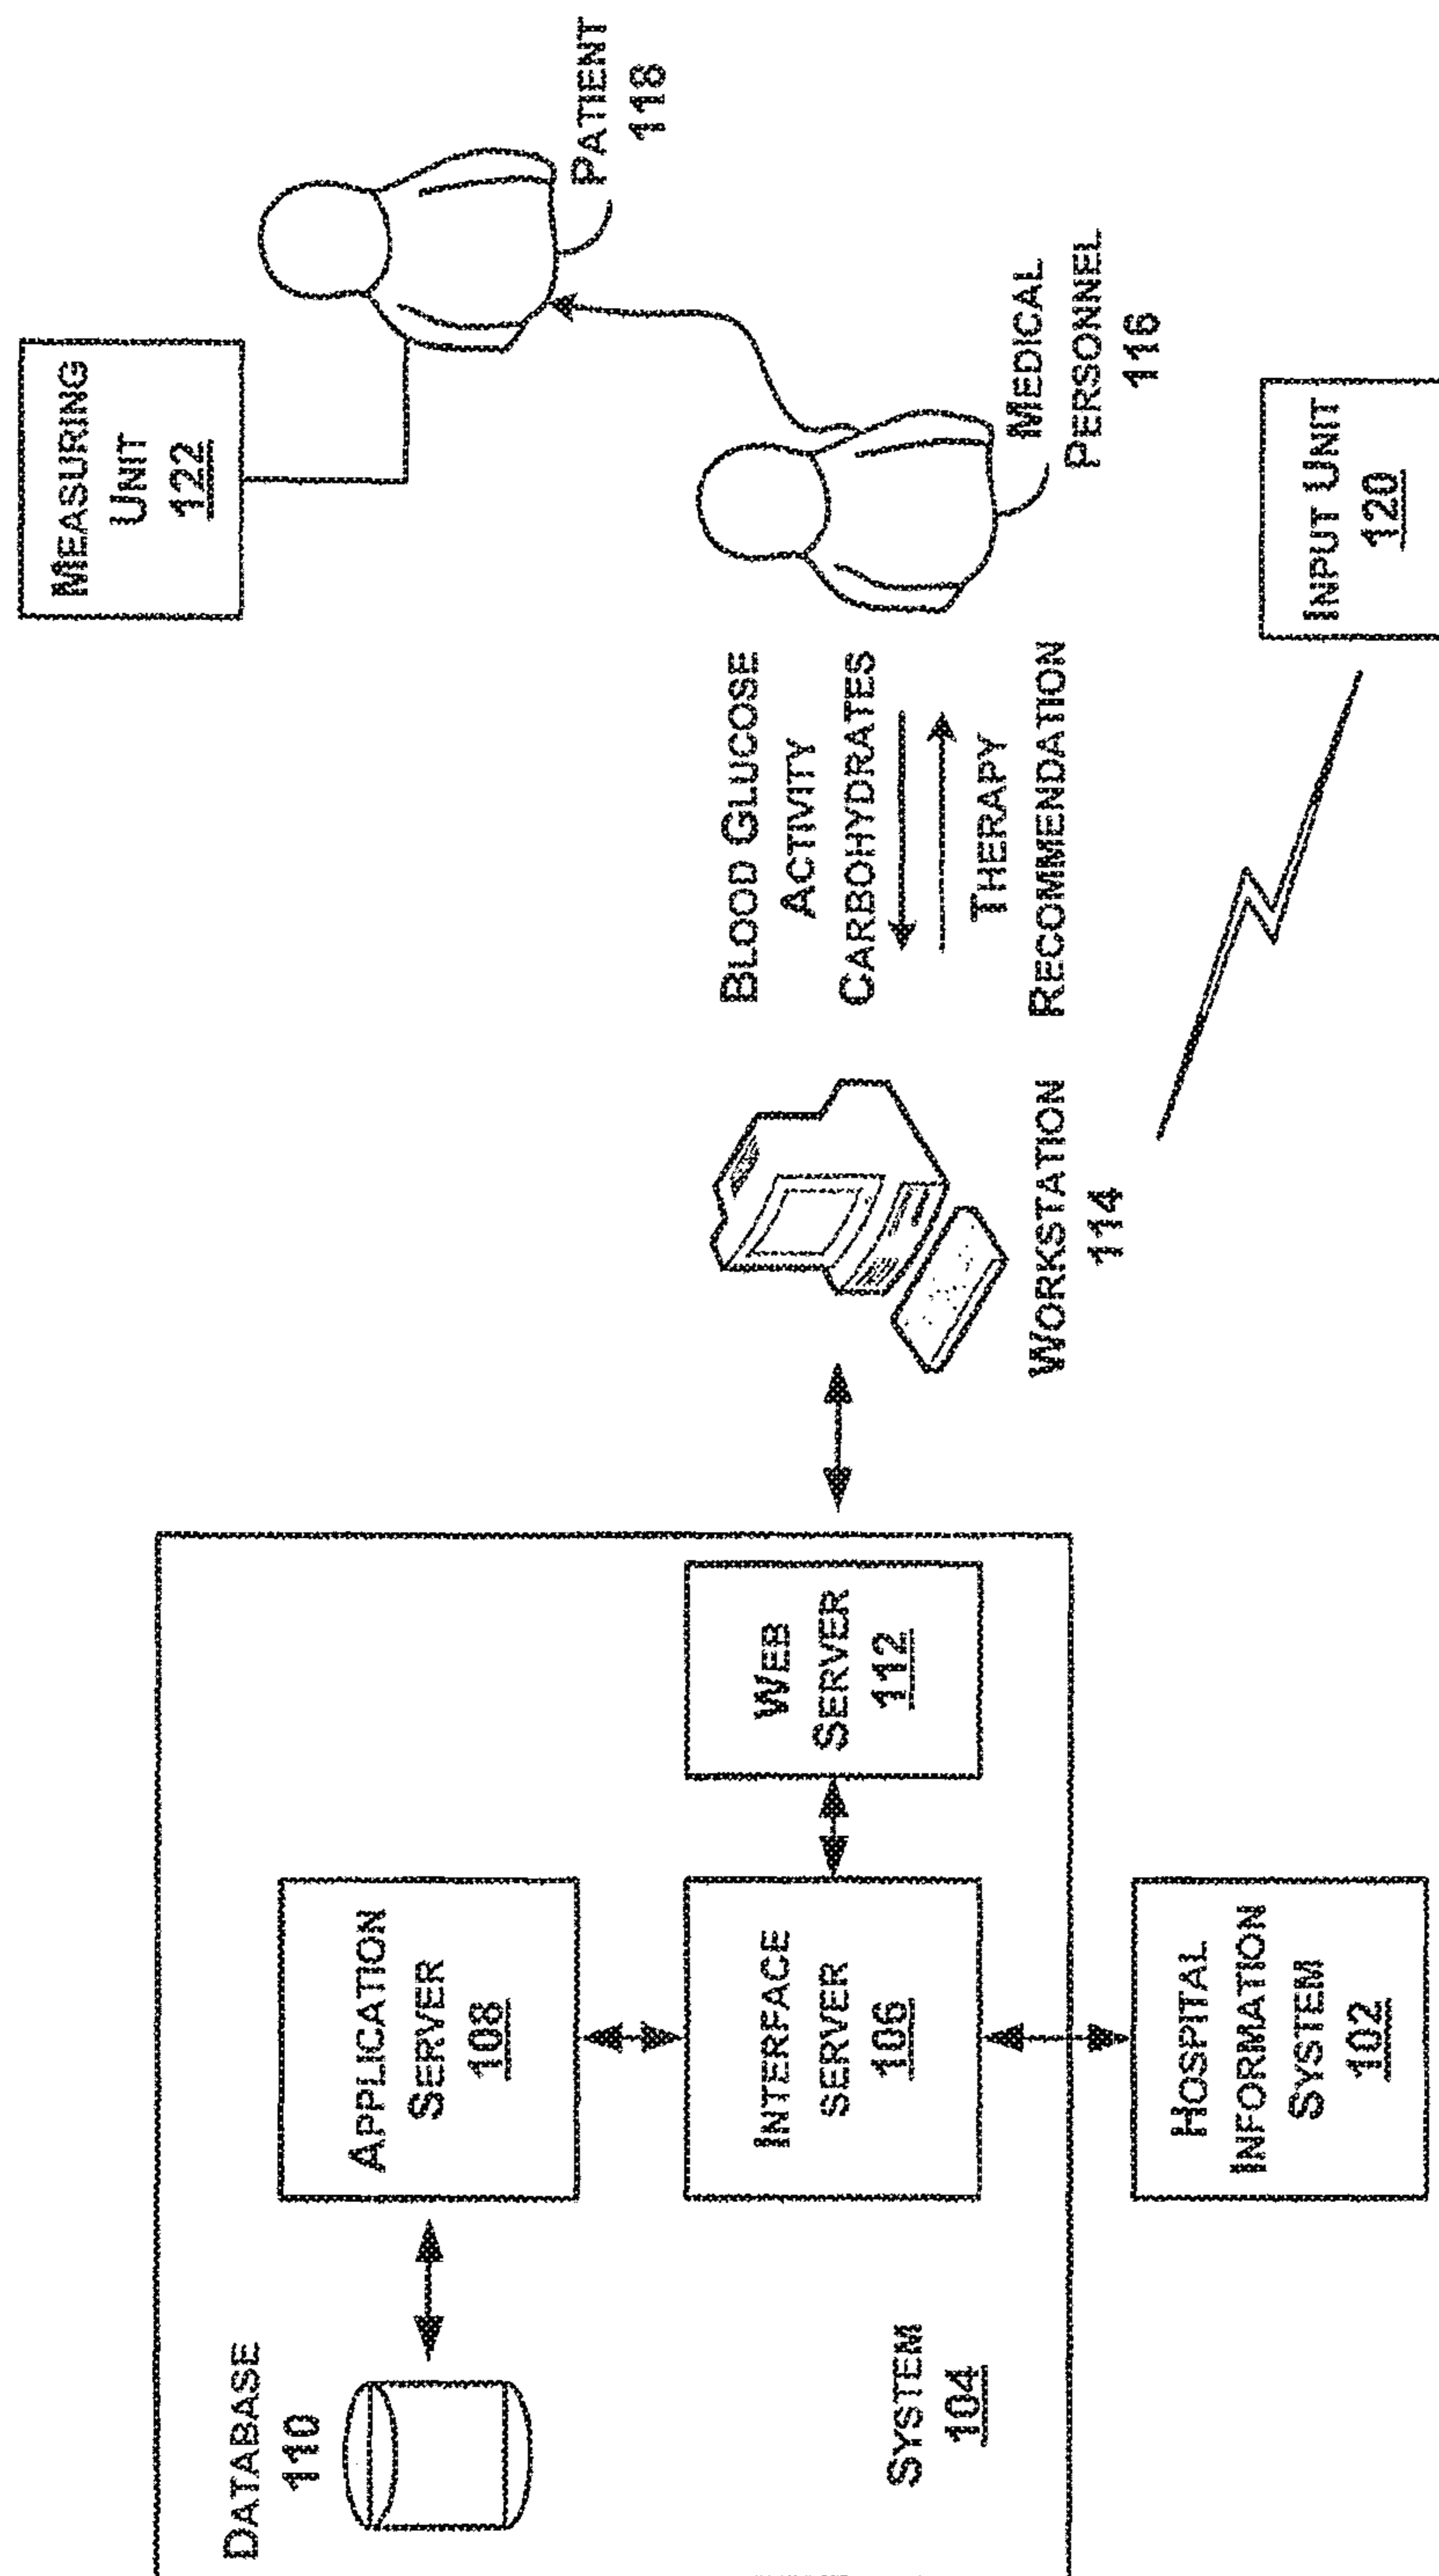 DATABASE
110
APPLICATION
SERVER
108
INTERFACE
SERVER
106
WEB
SERVER
112
SYSTEM
104
HOSPITAL
INFORMATION
SYSTEM
102
WORKSTATION
114
BLOOD GLUCOSE
ACTIVITY
CARBOHYDRATES
THERAPY
RECOMMENDATION
MEASURING
UNIT
122
PATIENT
118
MEDICAL
PERSONNEL
116
INPUT UNIT
120